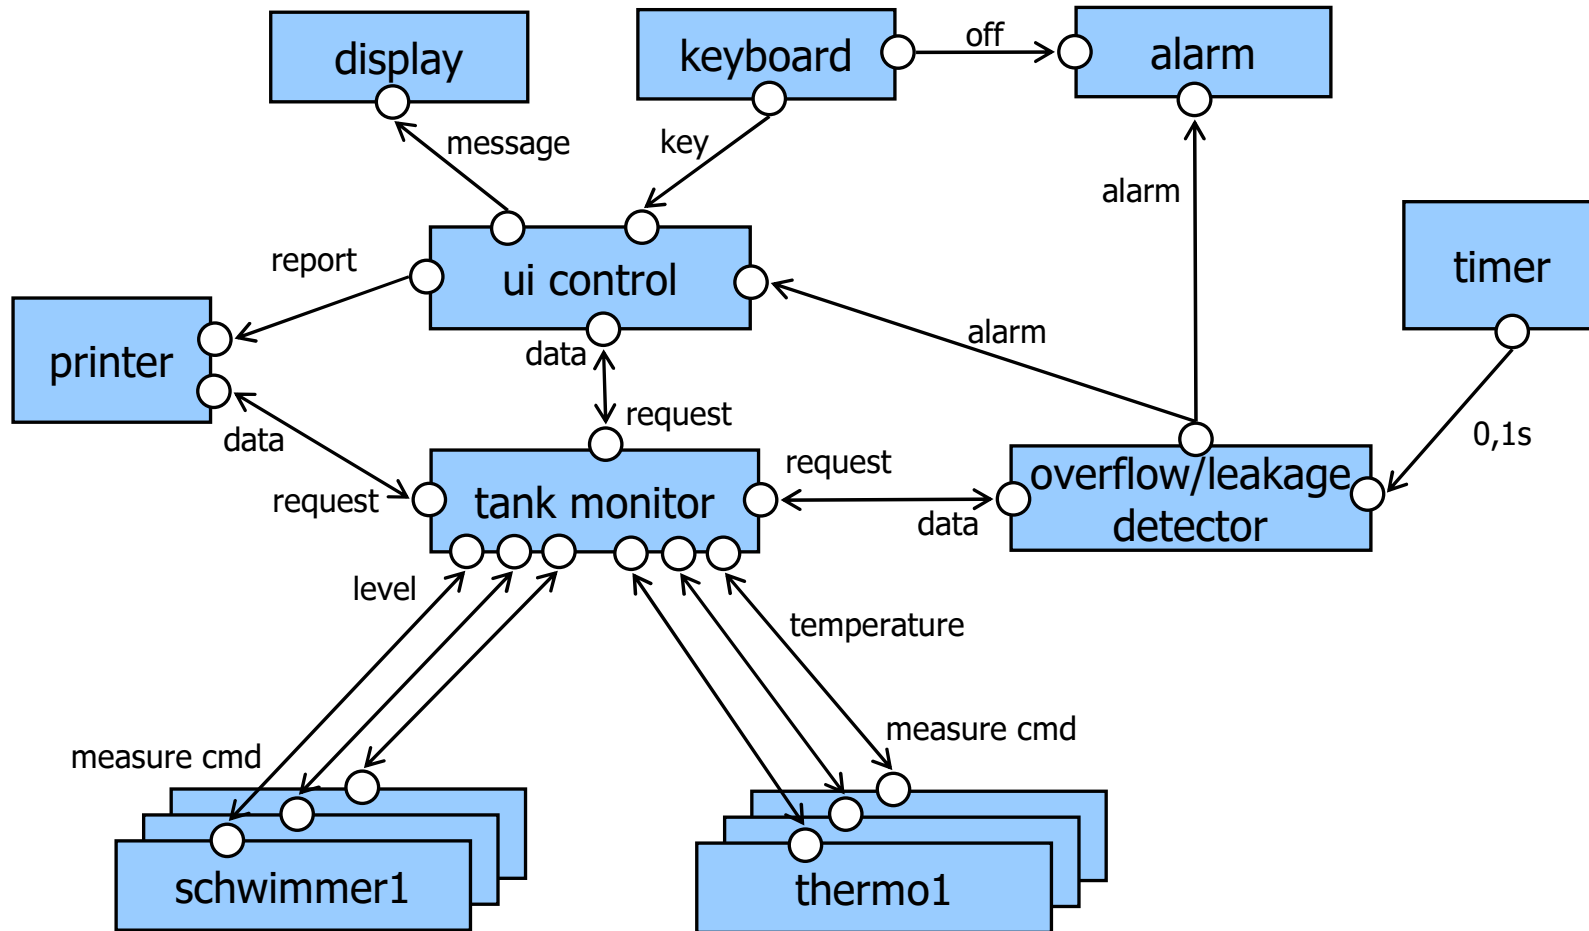 display
keyboard
off
alarm
message
key
alarm
report
ui control
timer
printer
data
alarm
request
0,1s
data
request
request
tank monitor
data
overflow/leakage
detector
level
temperature
measure cmd
measure cmd
schwimmer1
thermo1